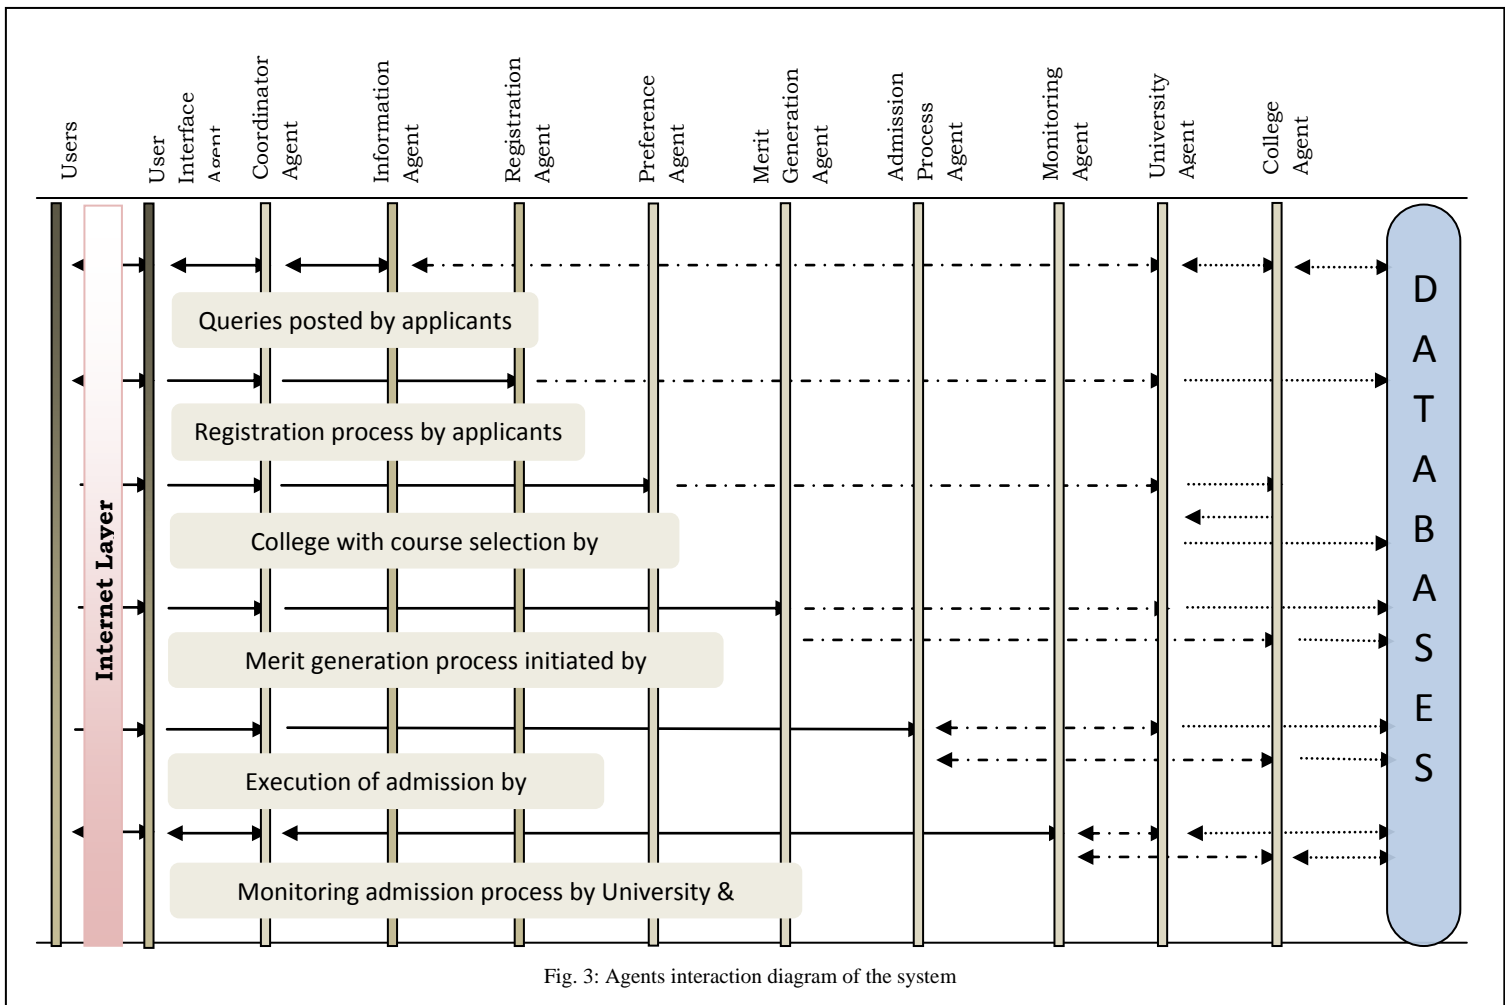 Users
User
Interface
Agent
Coordinator
Agent
Information
Agent
Registration
Agent
Preference
Agent
Merit
Generation
Agent
Admission
Process
Agent
Monitoring
Agent
University
Agent
College
Agent
Internet Layer
Queries posted by applicants
Registration process by applicants
College with course selection by
Merit generation process initiated by
Execution of admission by
Monitoring admission process by University &
D
A
T
A
B
A
S
E
S
Fig. 3: Agents interaction diagram of the system